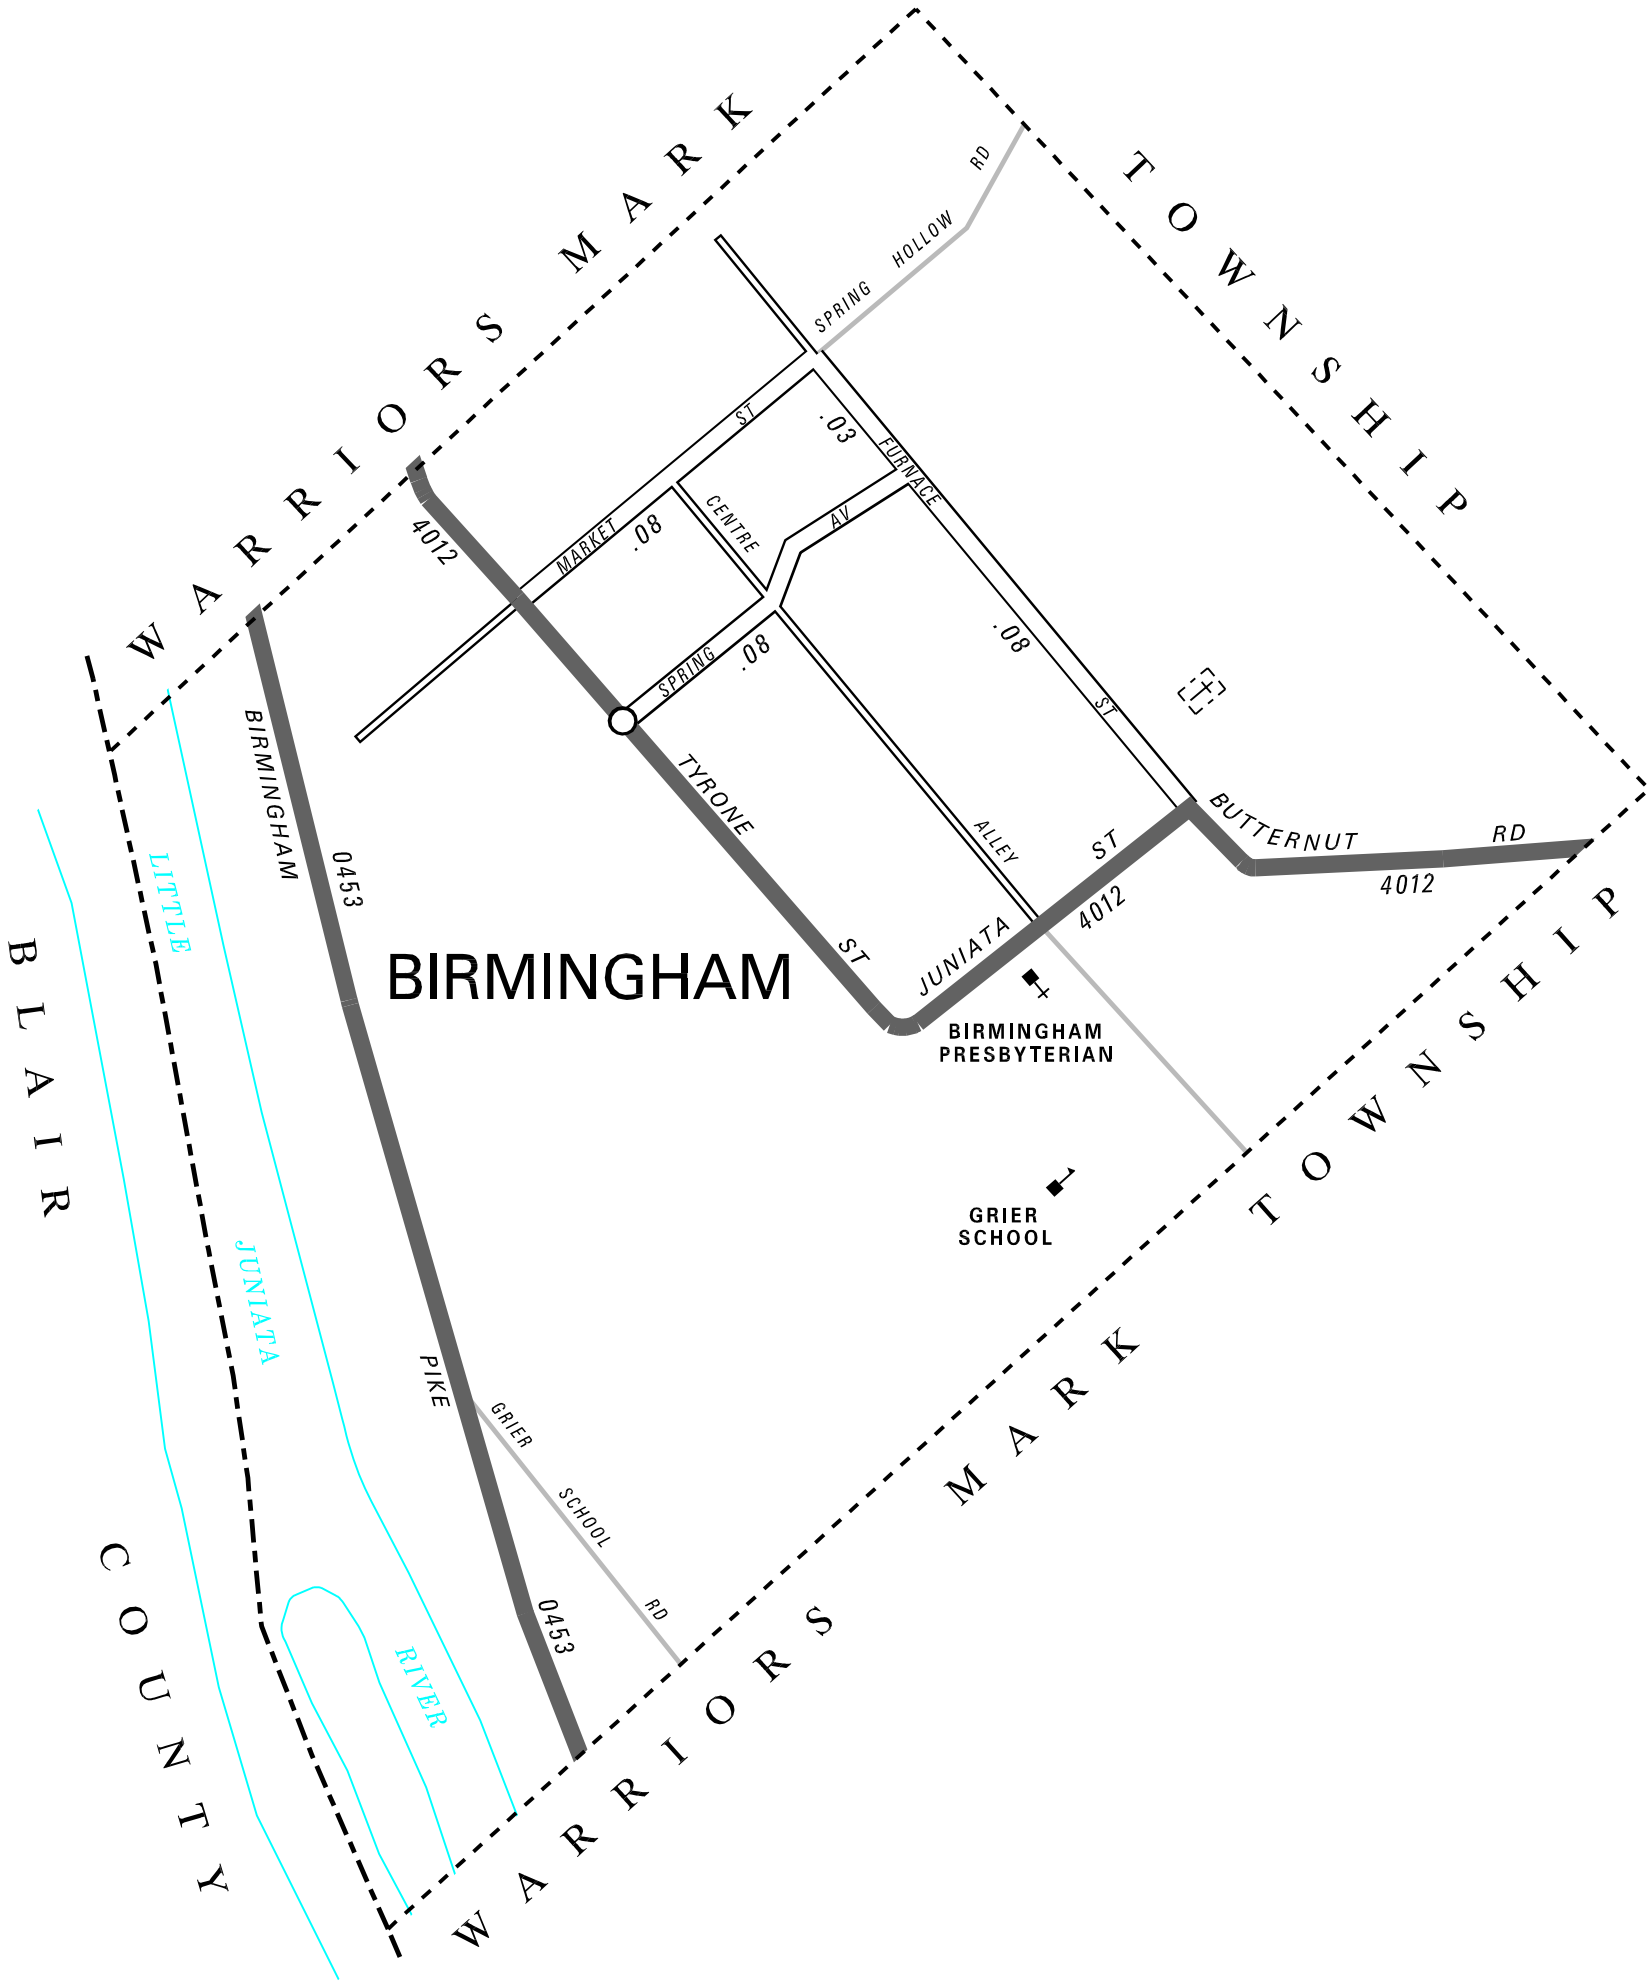 WARRIORS MARK
TOWNSHIP
SPRING HOLLOW RD
MARKET ST
.03
FURNACE ST
CENTRE ALLEY
.08
SPRING AV
.08
.08
4012
TYRONE ST
BUTTERNUT RD
4012
JUNIATA ST
4012
BIRMINGHAM PIKE
0453
0453
LITTLE JUNIATA RIVER
BLAIR COUNTY
BIRMINGHAM
BIRMINGHAM
PRESBYTERIAN
GRIER
SCHOOL
GRIER SCHOOL RD
WARRIORS MARK TOWNSHIP